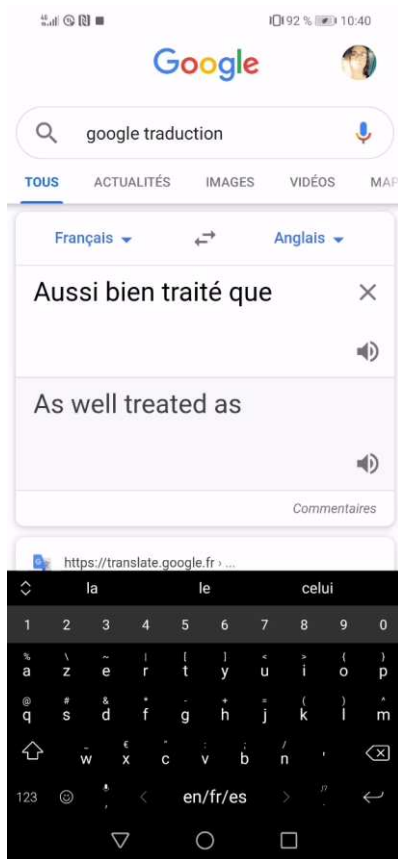 92 % 10:40
Google
google traduction
TOUS ACTUALITÉS IMAGES VIDÉOS MAP
Français Anglais
Aussi bien traité que
As well treated as
Commentaires
https://translate.google.fr › ...
la le celui
1 2 3 4 5 6 7 8 9 0
% \ ~ | [ ] < > { }
a z e r t y u i o p
@ # & * - + = ( ) ^
q s d f g h j k l m
_ € " : ; /
w x c v b n '
123 , < en/fr/es > !? .